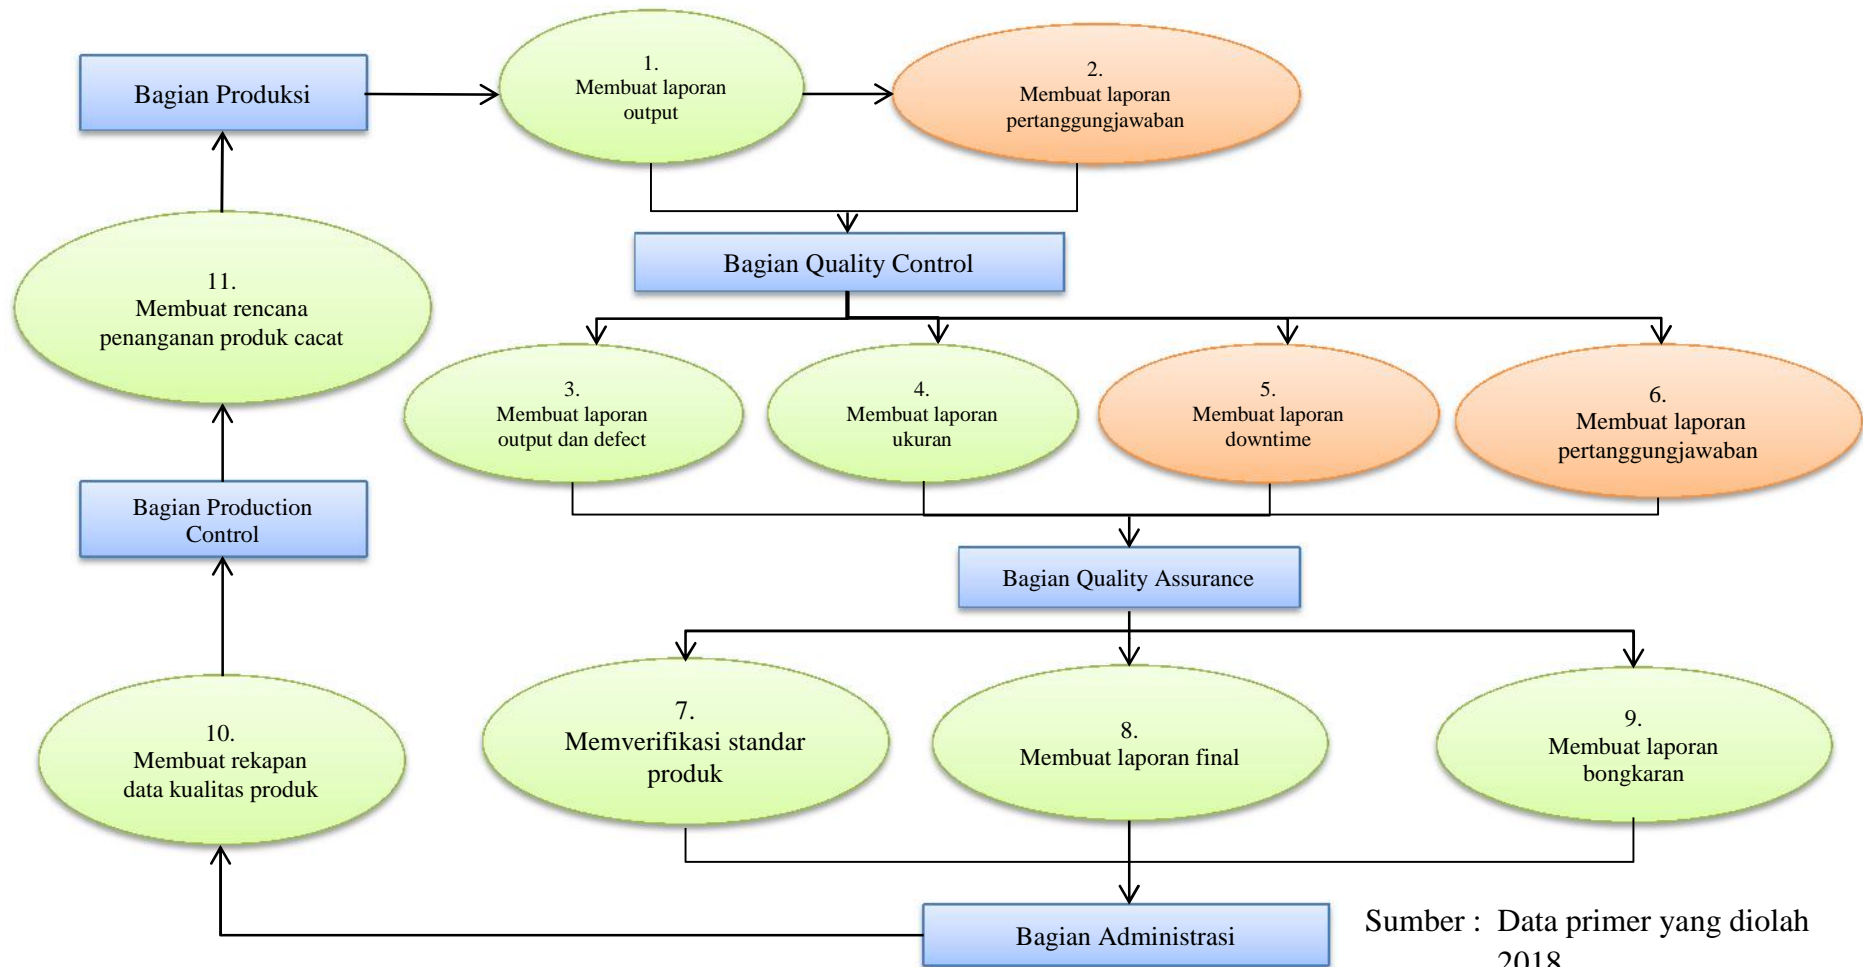 Bagian Produksi
1.
Membuat laporan
output
2.
Membuat laporan
pertanggungjawaban
Bagian Quality Control
11.
Membuat rencana
penanganan produk cacat
3.
Membuat laporan
output dan defect
4.
Membuat laporan
ukuran
5.
Membuat laporan
downtime
6.
Membuat laporan
pertanggungjawaban
Bagian Production
Control
Bagian Quality Assurance
7.
Memverifikasi standar
produk
8.
Membuat laporan final
9.
Membuat laporan
bongkaran
10.
Membuat rekapan
data kualitas produk
Bagian Administrasi
Sumber : Data primer yang diolah
2018